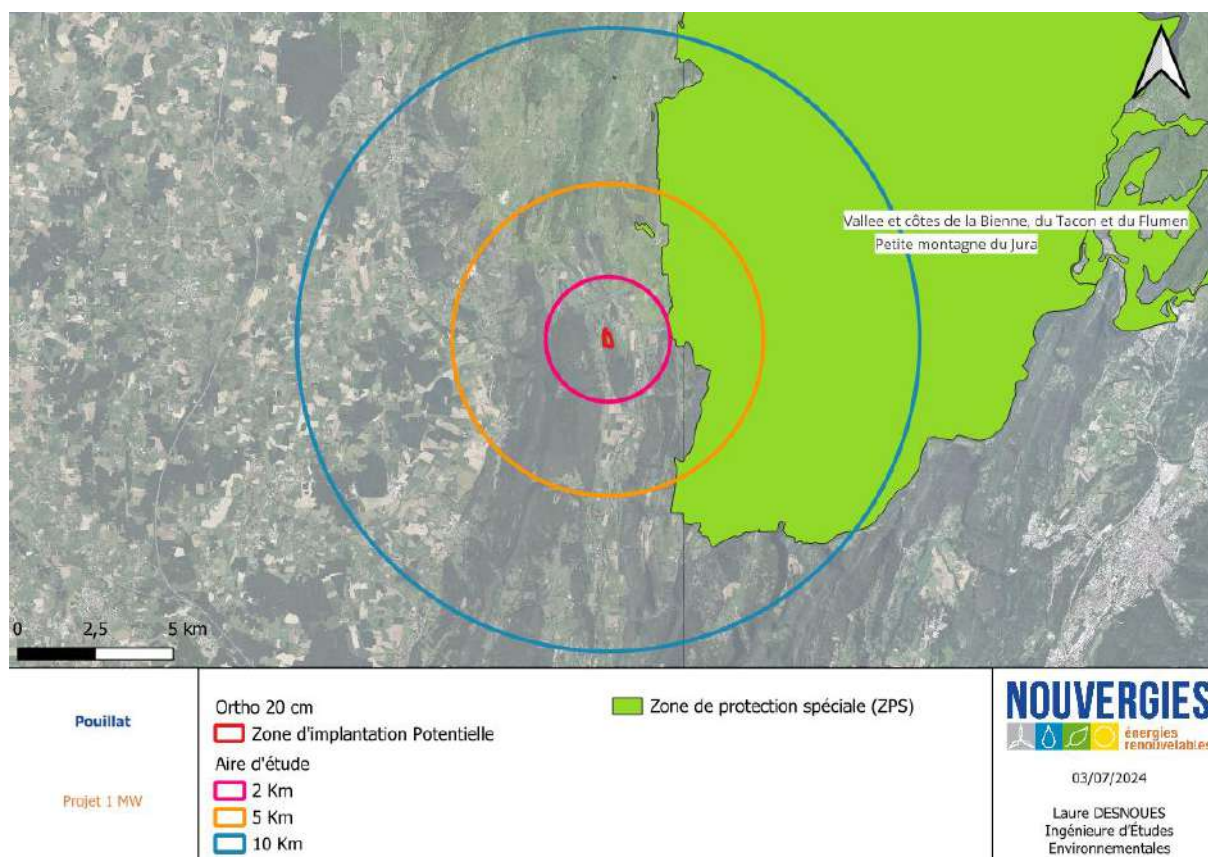 Vallee et côtes de la Bienne, du Tacon et du Flumen
Petite montagne du Jura
0 2,5 5 km
Pouillat
Projet 1 MW
Ortho 20 cm
Zone d'implantation Potentielle
Aire d'étude
2 Km
5 Km
10 Km
Zone de protection spéciale (ZPS)
NOUVERGIES
énergies
renouvelables
03/07/2024
Laure DESNOUES
Ingénieure d'Études
Environnementales